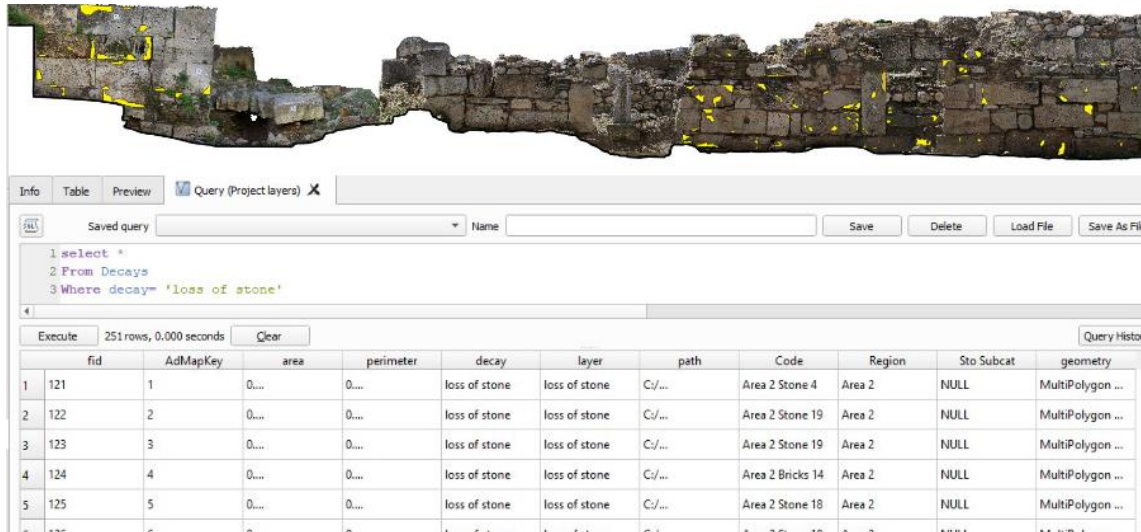 Info Table Preview Query (Project layers) X
SQL Saved query Name Save Delete Load File Save As Fil
1 select *
2 From Decays
3 Where decay= 'loss of stone'
Execute 251 rows, 0.000 seconds Clear Query Histo
fid AdMapKey area perimeter decay layer path Code Region Sto Subcat geometry
1 121 1 0.... 0.... loss of stone loss of stone C:/... Area 2 Stone 4 Area 2 NULL MultiPolygon ...
2 122 2 0.... 0.... loss of stone loss of stone C:/... Area 2 Stone 19 Area 2 NULL MultiPolygon ...
3 123 3 0.... 0.... loss of stone loss of stone C:/... Area 2 Stone 19 Area 2 NULL MultiPolygon ...
4 124 4 0.... 0.... loss of stone loss of stone C:/... Area 2 Bricks 14 Area 2 NULL MultiPolygon ...
5 125 5 0.... 0.... loss of stone loss of stone C:/... Area 2 Stone 18 Area 2 NULL MultiPolygon ...